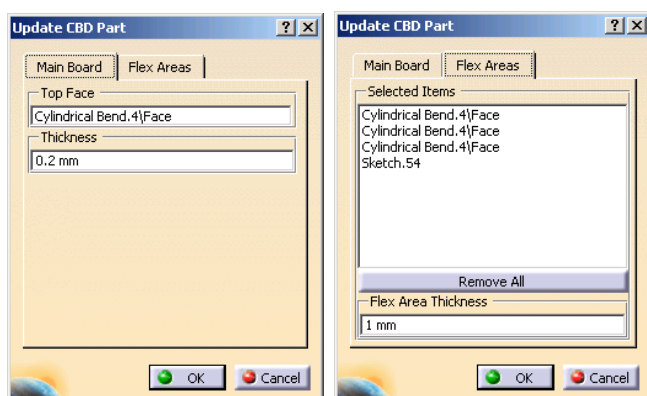 Update CBD Part
Main Board Flex Areas
Top Face
Cylindrical Bend.4\Face
Thickness
0.2 mm
OK Cancel
Update CBD Part
Main Board Flex Areas
Selected Items
Cylindrical Bend.4\Face
Cylindrical Bend.4\Face
Cylindrical Bend.4\Face
Sketch.54
Remove All
Flex Area Thickness
1 mm
OK Cancel